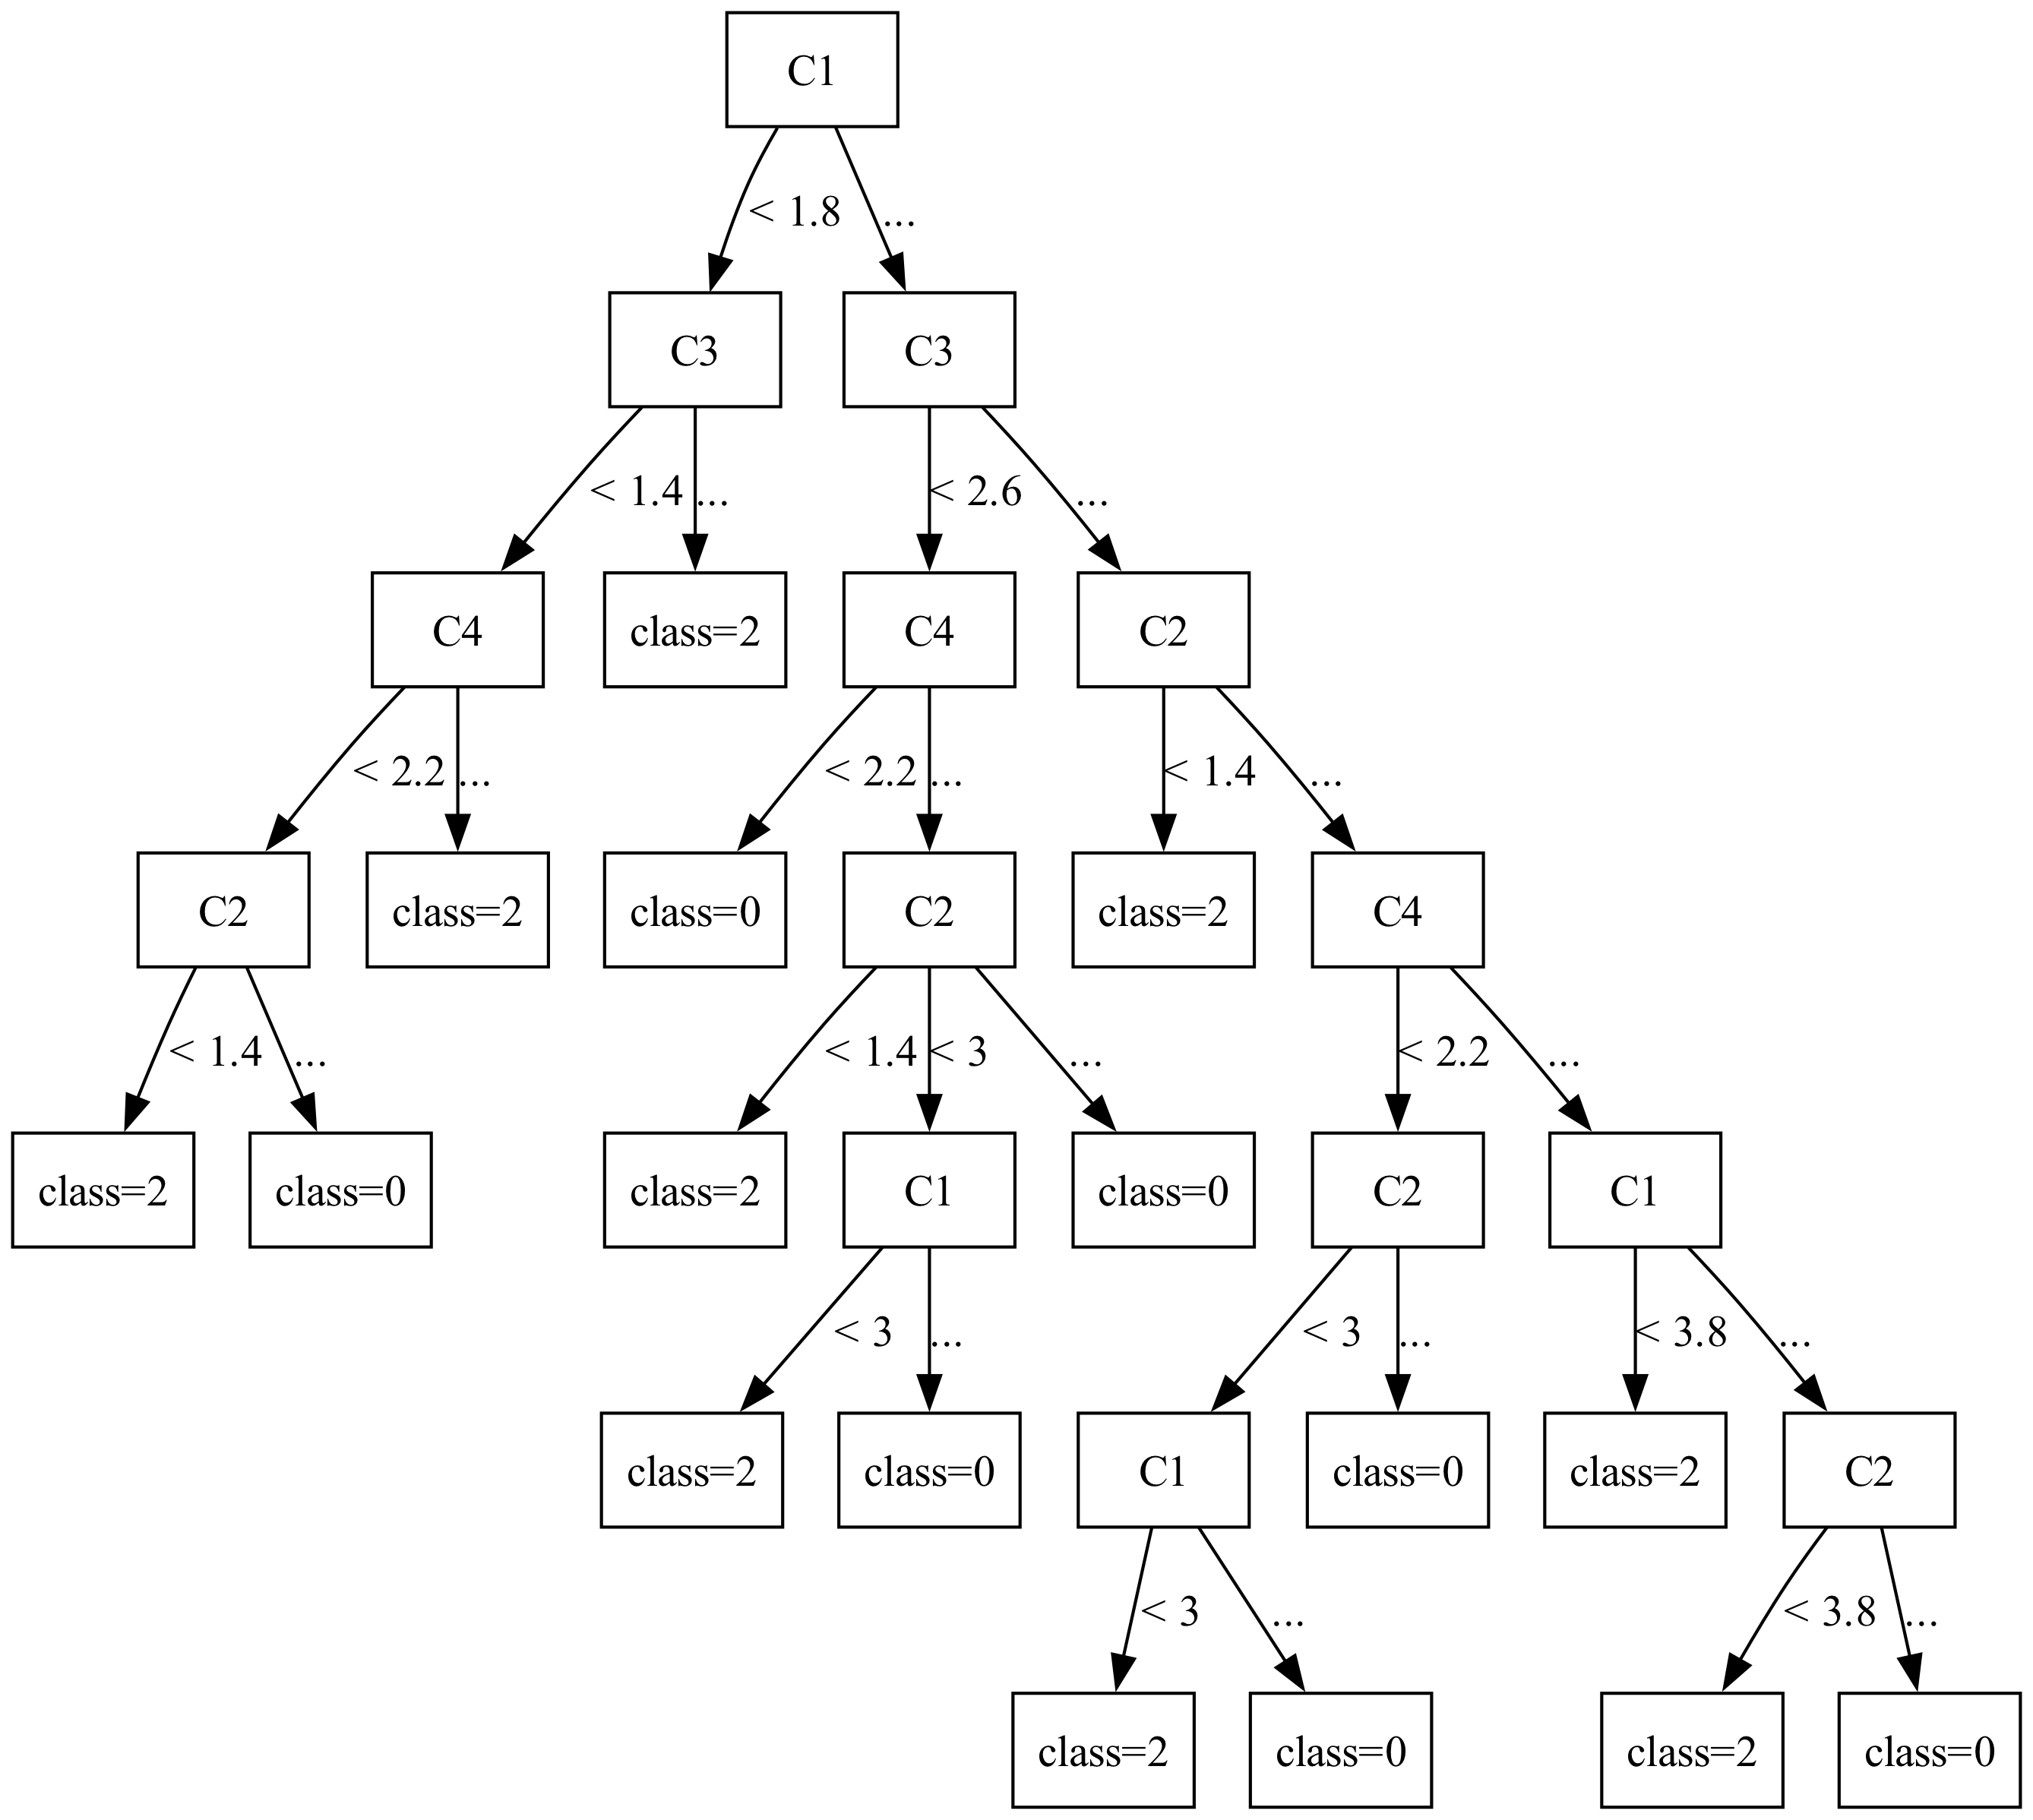 C1
< 1.8 ...
C3 C3
< 1.4 ... < 2.6 ...
C4 class=2 C4 C2
< 2.2 ... < 2.2 ... < 1.4 ...
C2 class=2 class=0 C2 class=2 C4
< 1.4 ... < 1.4 < 3 ... < 2.2 ...
class=2 class=0 class=2 C1 class=0 C2 C1
< 3 ... < 3 ... < 3.8 ...
class=2 class=0 C1 class=0 class=2 C2
< 3 ... < 3.8 ...
class=2 class=0 class=2 class=0